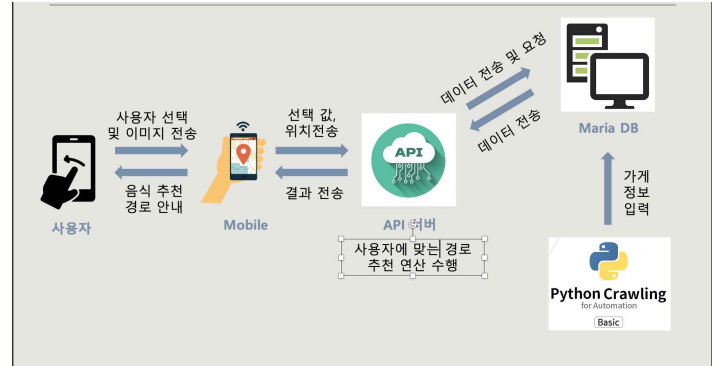 사용자 선택
및 이미지 전송
음식 추천
경로 안내
사용자
Mobile
선택 값,
위치전송
결과 전송
API
API 서버
사용자에 맞는 경로
추천 연산 수행
데이터 전송 및 요청
데이터 전송
Maria DB
가게
정보
입력
Python Crawling
for Automation
Basic